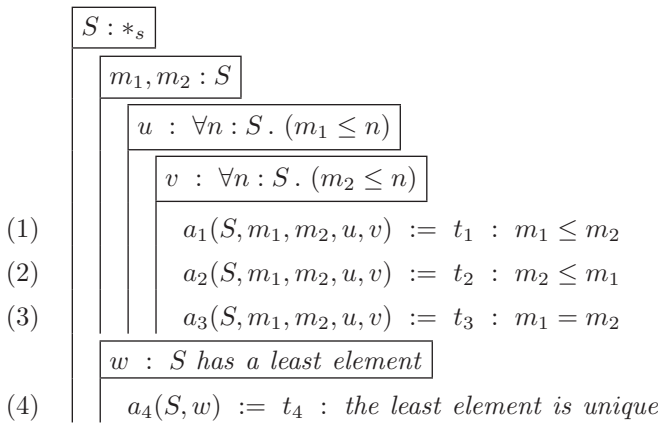 S : ∗ₛ
m₁, m₂ : S
u : ∀n : S . (m₁ ≤ n)
v : ∀n : S . (m₂ ≤ n)
(1) a₁(S, m₁, m₂, u, v) := t₁ : m₁ ≤ m₂
(2) a₂(S, m₁, m₂, u, v) := t₂ : m₂ ≤ m₁
(3) a₃(S, m₁, m₂, u, v) := t₃ : m₁ = m₂
w : S has a least element
(4) a₄(S, w) := t₄ : the least element is unique